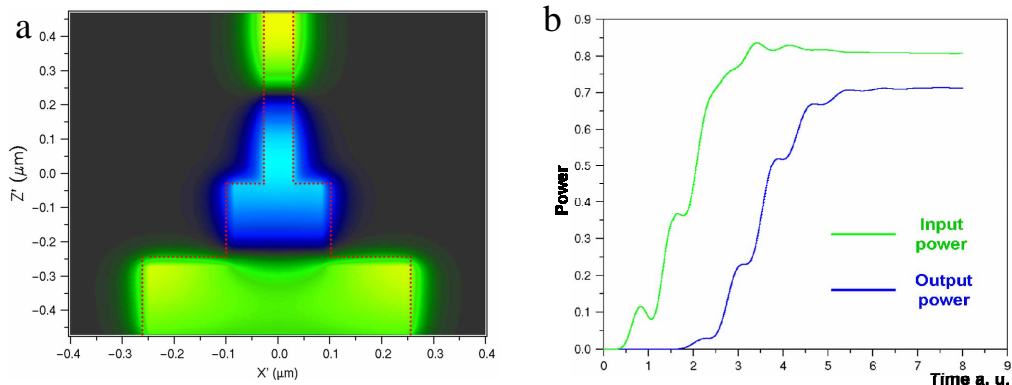 a
0.4
0.3
0.2
0.1
0.0
−0.1
−0.2
−0.3
−0.4
Z' (μm)
−0.4 −0.3 −0.2 −0.1 0.0 0.1 0.2 0.3 0.4
X' (μm)
b
0.9
0.8
0.7
0.6
0.5
0.4
0.3
0.2
0.1
0.0
Power
Input
power
Output
power
0 1 2 3 4 5 6 7 8 9
Time a. u.